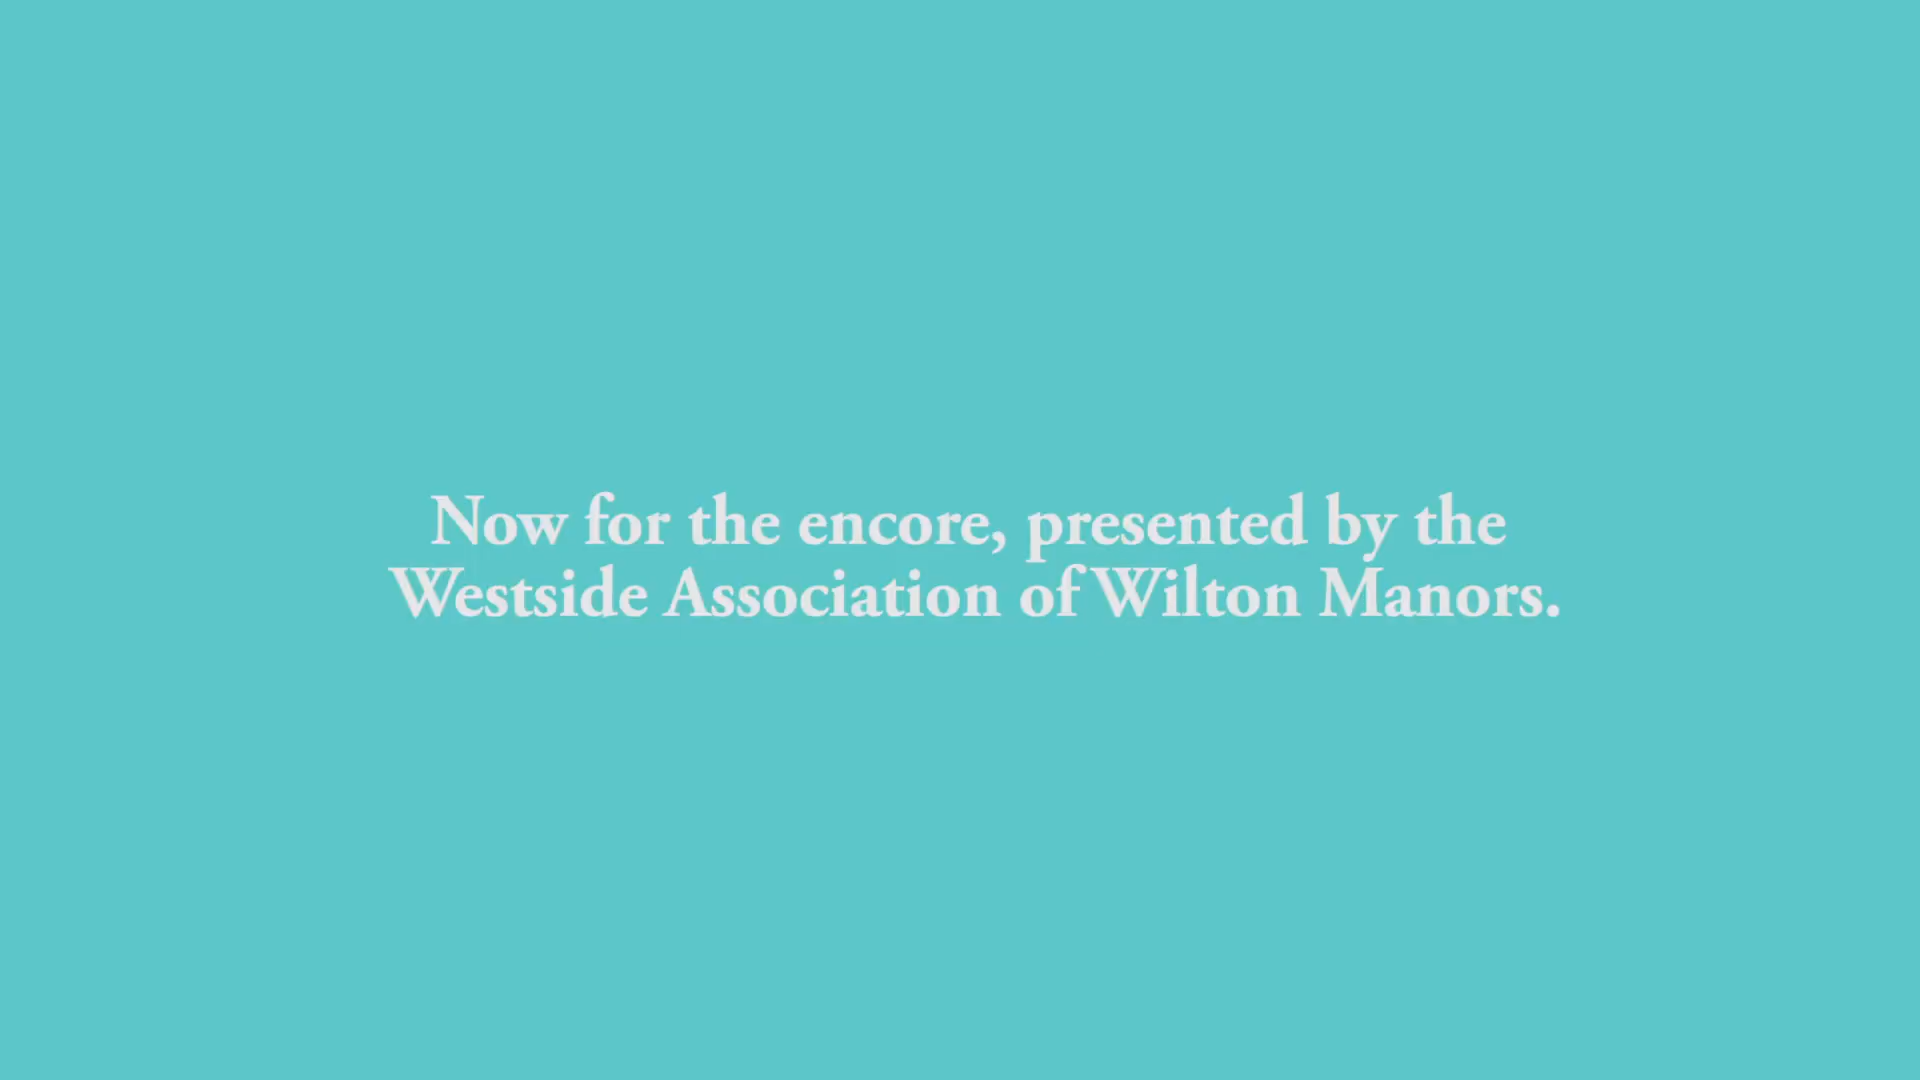 Now for the encore, presented by the
Westside Association of Wilton Manors.